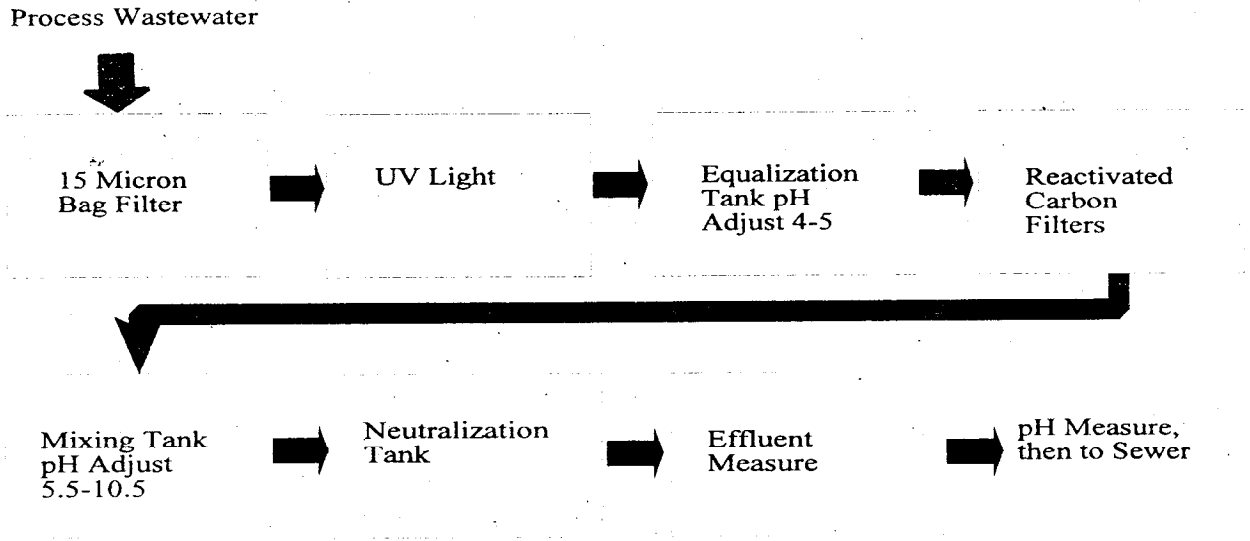 Process Wastewater
15 Micron
Bag Filter
UV Light
Equalization
Tank pH
Adjust 4-5
Reactivated
Carbon
Filters
Mixing Tank
pH Adjust
5.5-10.5
Neutralization
Tank
Effluent
Measure
pH Measure,
then to Sewer